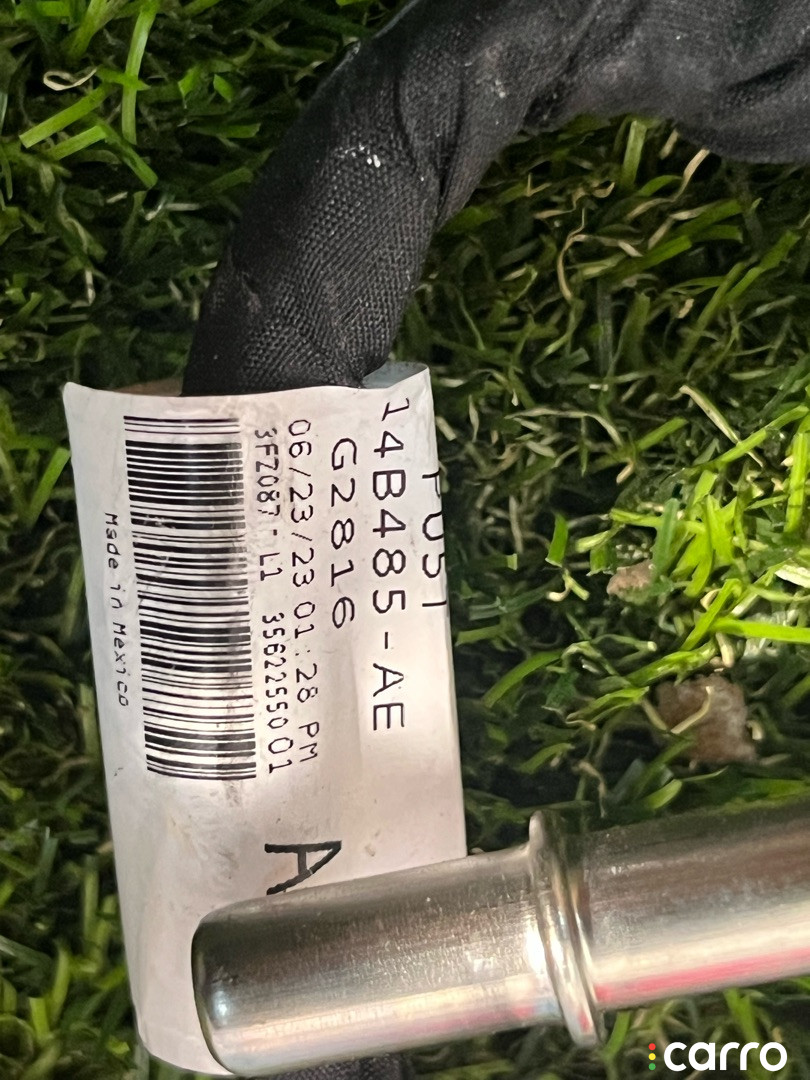 PU5T
14B485-AE
G2816
06/23/23 01:28 PM
3FZ087-L1 3562255001
Made in Mexico
A
carro